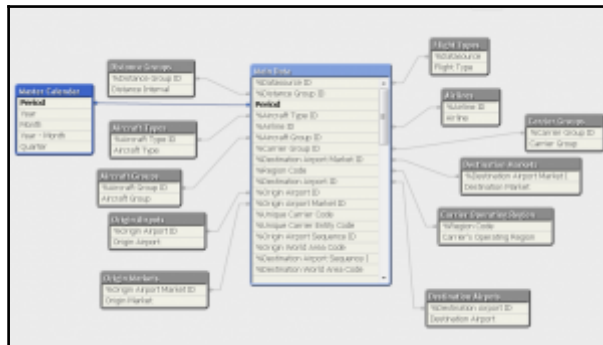 Distance Groups
%Distance Group ID
Distance Interval
Master Calendar
Period
Year
Month
Year - Month
Quarter
Aircraft Types
%Aircraft Type ID
Aircraft Type
Aircraft Groups
%Aircraft Group ID
Aircraft Group
Origin Airports
%Origin Airport ID
Origin Airport
Origin Markets
%Origin Airport Market ID
Origin Market
Main Data
%Datasource ID
%Distance Group ID
Period
%Aircraft Type ID
%Airline ID
%Aircraft Group ID
%Carrier Group ID
%Destination Airport Market ID
%Region Code
%Destination Airport ID
%Origin Airport ID
%Origin Airport Market ID
%Unique Carrier Code
%Unique Carrier Entity Code
%Origin Airport Sequence ID
%Origin World Area Code
%Destination Airport Sequence I
%Destination World Area Code
Flight Types
%Datasource
Flight Type
Airlines
%Airline ID
Airline
Carrier Groups
%Carrier Group ID
Carrier Group
Destination Markets
%Destination Airport Market I
Destination Market
Carrier Operating Region
%Region Code
Carrier's Operating Region
Destination Airports
%Destination Airport ID
Destination Airport